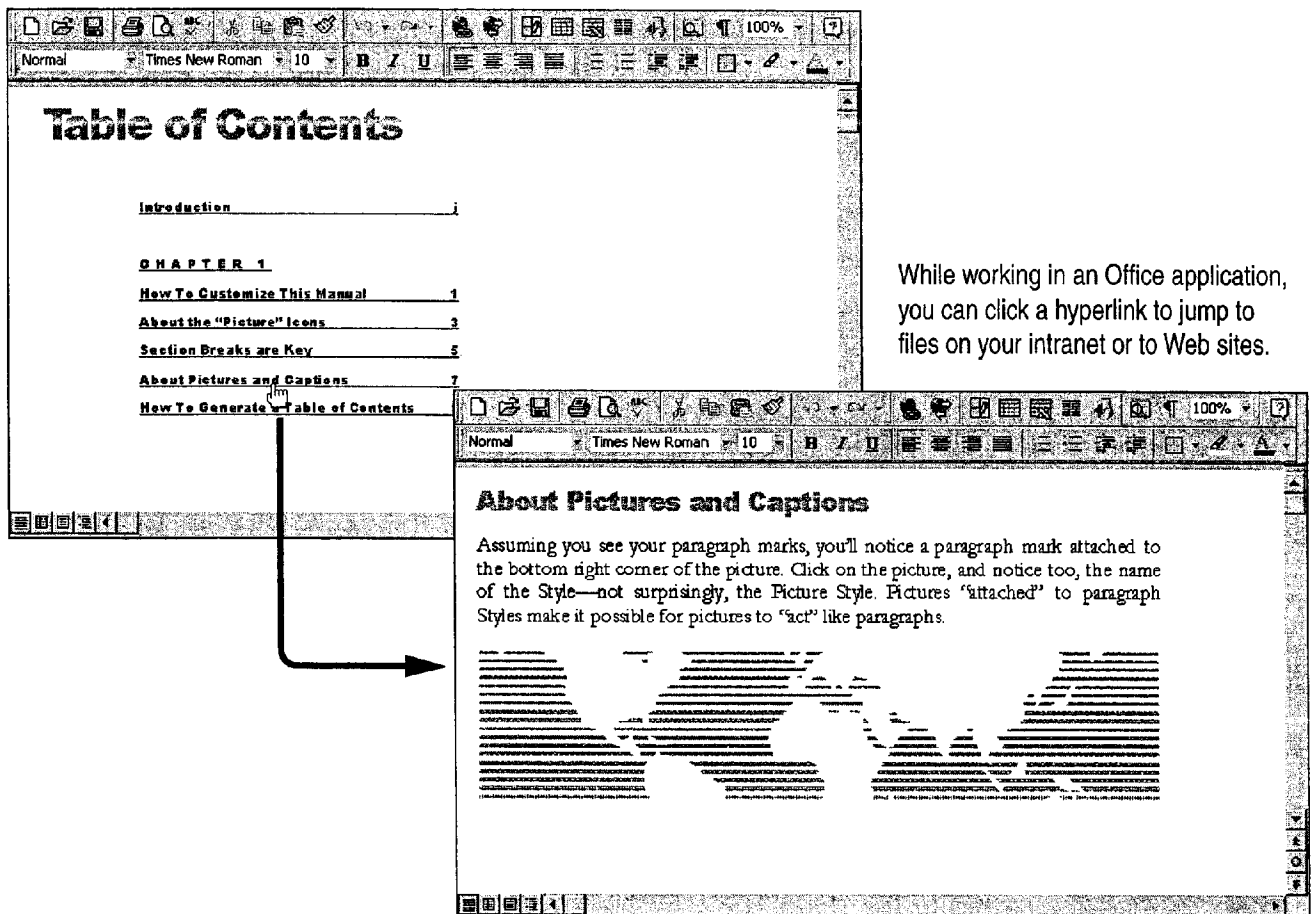 100%
Normal Times New Roman 10 B I U
Table of Contents
Introduction i
CHAPTER 1
How To Customize This Manual 1
About the “Picture” Icons 3
Section Breaks are Key 5
About Pictures and Captions 7
How To Generate a Table of Contents
While working in an Office application,
you can click a hyperlink to jump to
files on your intranet or to Web sites.
100%
Normal Times New Roman 10 B I U A
About Pictures and Captions
Assuming you see your paragraph marks, you'll notice a paragraph mark attached to
the bottom right corner of the picture. Click on the picture, and notice too, the name
of the Style—not surprisingly, the Picture Style. Pictures “attached” to paragraph
Styles make it possible for pictures to “act” like paragraphs.